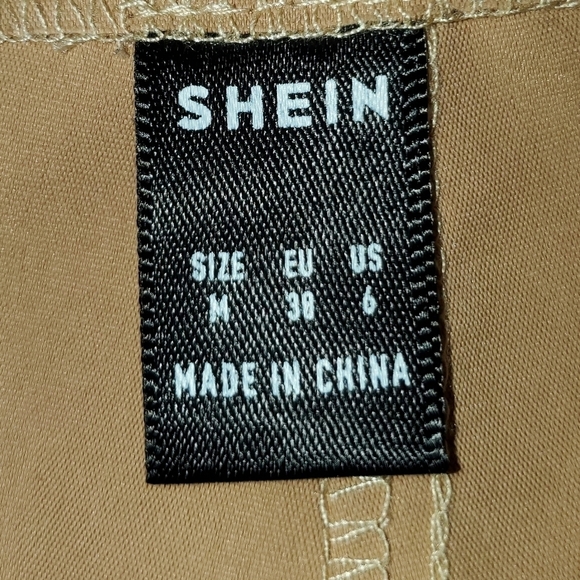 SHEIN
SIZE EU US
M 38 6
MADE IN CHINA